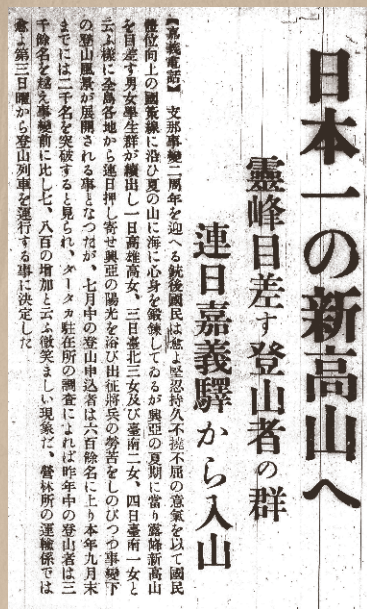 日本一の新高山へ
靈峰目差す登山者の群
連日嘉義驛から入山
【嘉義電話】 支那事變二周年を迎へる銃後國民は愈よ堅忍持久不撓不屈の意氣を以て國民
體位向上の國策線に沿ひ夏の山に海に心身を鍛錬してゐるが興亞の夏期に當り靈峰新高山
を目差す男女學生群が續出し一日高雄高女、三日臺北三女及び臺南二女、四日臺南一女と
云ふ樣に全島各地から連日押し寄せ興亞の陽光を浴び出征將兵の勞苦をしのびつつ事變下
の登山風景が展開される事となつたが、七月中の登山申込者は六百餘名に上り本年九月末
までには二千名を突破すると見られ、タータカ駐在所の調査によれば昨年中の登山者は三
千餘名を越え事變前に比し七、八百の增加と云ふ微笑ましい現象だ、營林所の運輸係では
愈よ第三日曜から登山列車を運行する事に決定した